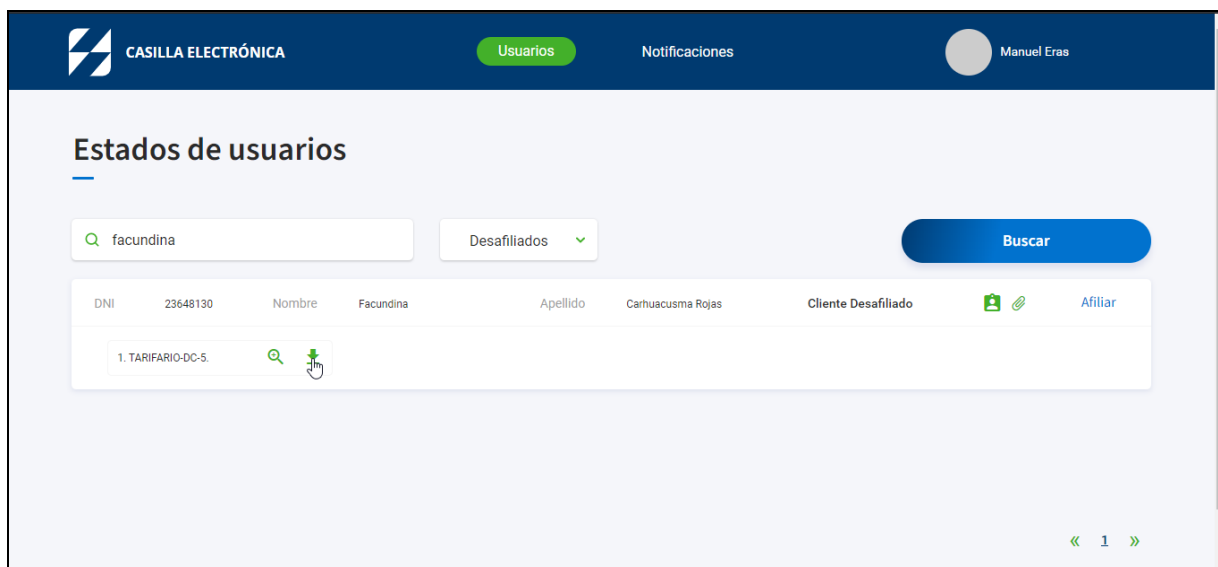 CASILLA ELECTRÓNICA Usuarios Notificaciones Manuel Eras
Estados de usuarios
facundina Desafiliados Buscar
DNI 23648130 Nombre Facundina Apellido Carhuacusma Rojas Cliente Desafiliado Afiliar
1. TARIFARIO-DC-5.
« 1 »